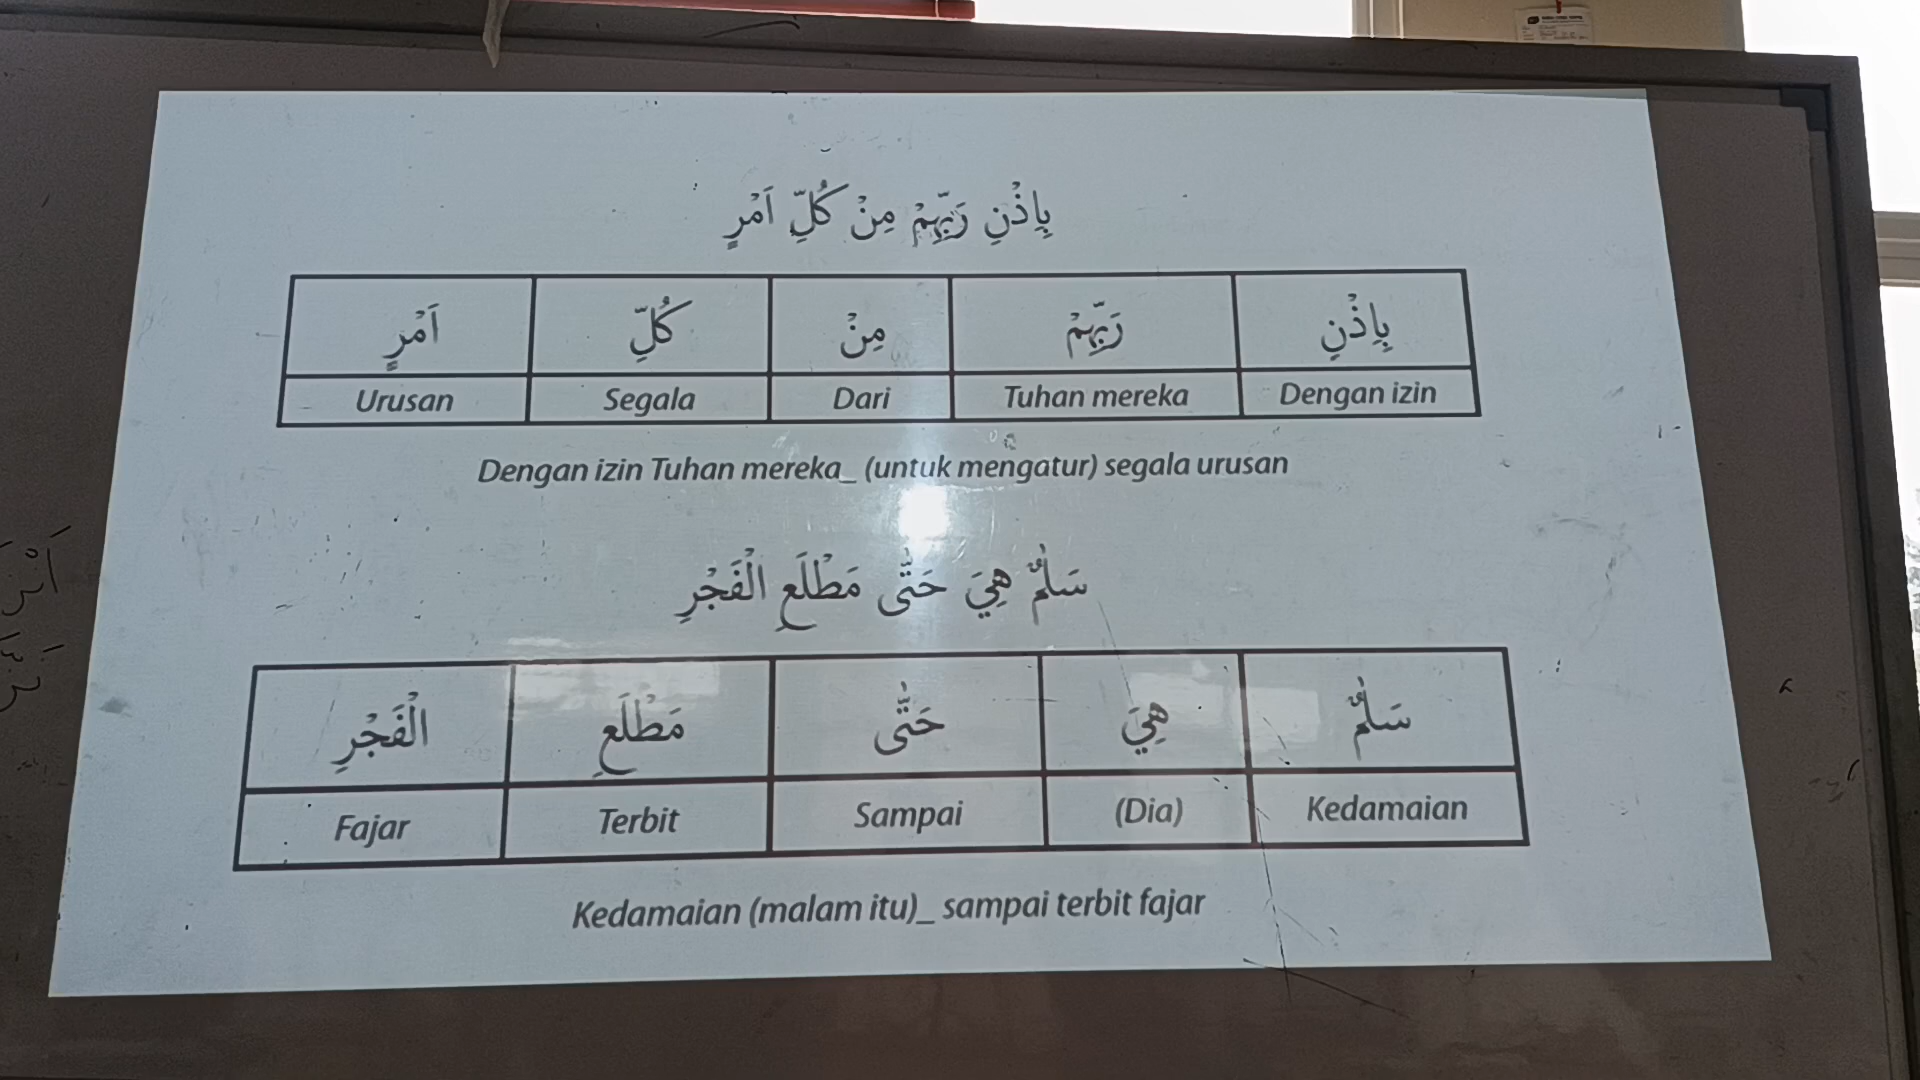 بِاِذْنِ رَبِّهِمْ مِنْ كُلِّ اَمْرٍ
بِاِذْنِ رَبِّهِمْ مِنْ كُلِّ اَمْرٍ
Urusan Segala Dari Tuhan mereka Dengan izin
Dengan izin Tuhan mereka_ (untuk mengatur) segala urusan
سَلٰمٌ هِيَ حَتّٰى مَطْلَعِ الْفَجْرِ
سَلٰمٌ هِيَ حَتّٰى مَطْلَعِ الْفَجْرِ
Fajar Terbit Sampai (Dia) Kedamaian
Kedamaian (malam itu)_ sampai terbit fajar